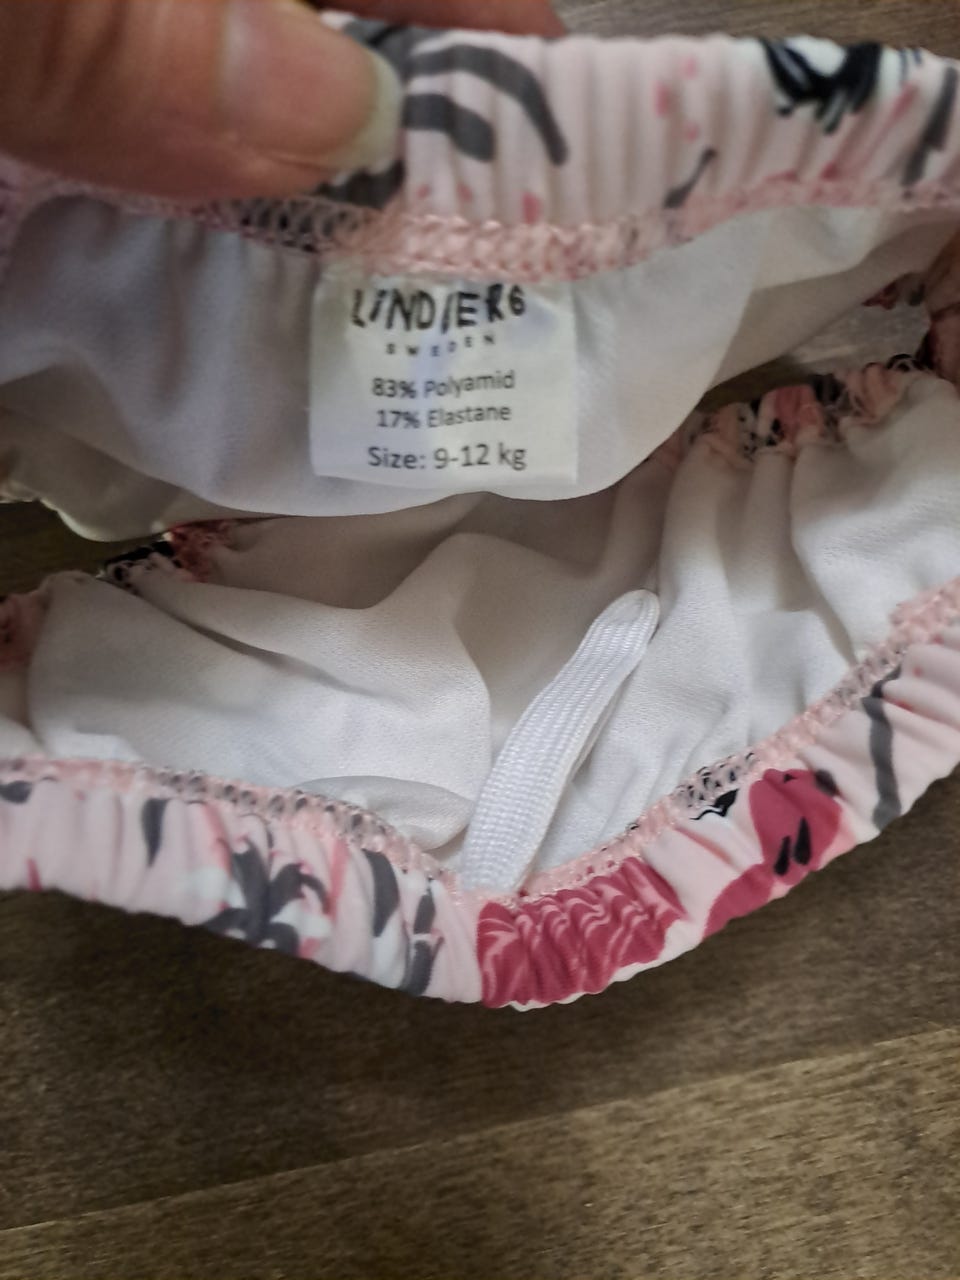 LINDBERG
SWEDEN
83% Polyamid
17% Elastane
Size: 9-12 kg